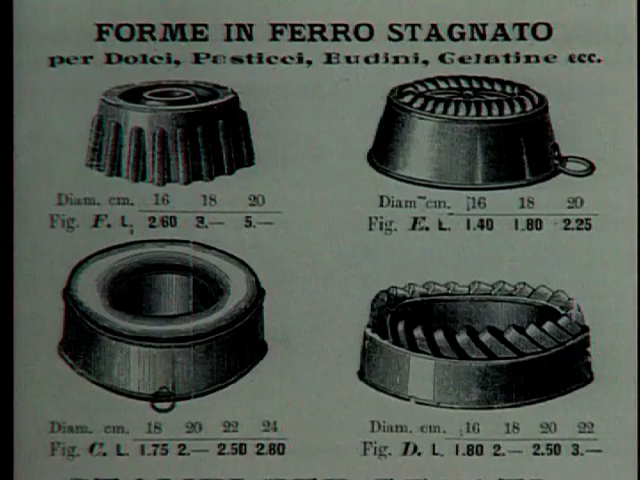 FORME IN FERRO STAGNATO
per Dolci, Pasticci, Budini, Gelatine ecc.
Diam. cm. 16 18 20
Fig. F. L. 2.60 3.— 5.—
Diam. cm. 16 18 20
Fig. E. L. 1.40 1.80 2.25
Diam. cm. 18 20 22 24
Fig. C. L. 1.75 2.— 2.50 2.80
Diam. cm. 16 18 20 22
Fig. D. L. 1.80 2.— 2.50 3.—